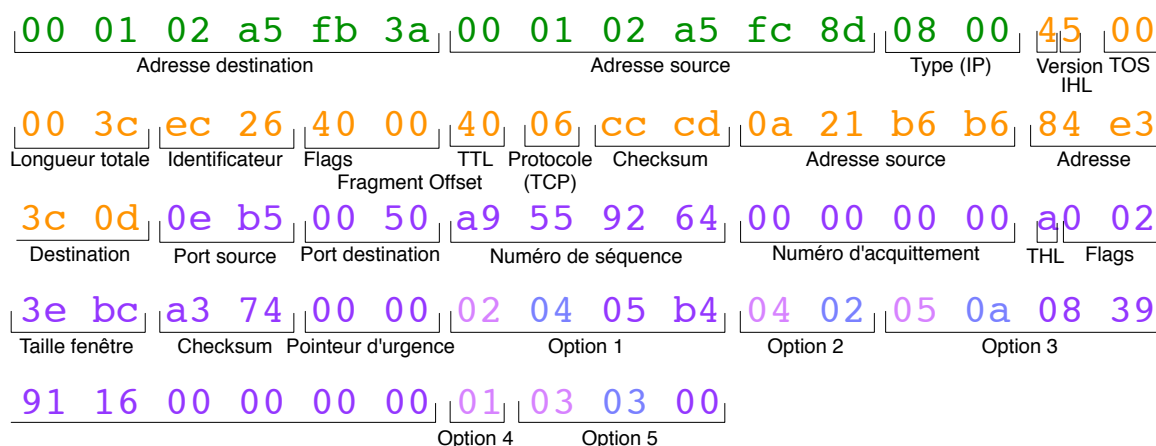 00 01 02 a5 fb 3a 00 01 02 a5 fc 8d 08 00 45 00
Adresse destination Adresse source Type (IP) Version TOS
IHL
00 3c ec 26 40 00 40 06 cc cd 0a 21 b6 b6 84 e3
Longueur totale Identificateur Flags TTL Protocole Checksum Adresse source Adresse
Fragment Offset (TCP)
3c 0d 0e b5 00 50 a9 55 92 64 00 00 00 00 a0 02
Destination Port source Port destination Numéro de séquence Numéro d'acquittement THL Flags
3e bc a3 74 00 00 02 04 05 b4 04 02 05 0a 08 39
Taille fenêtre Checksum Pointeur d'urgence Option 1 Option 2 Option 3
91 16 00 00 00 00 01 03 03 00
Option 4 Option 5